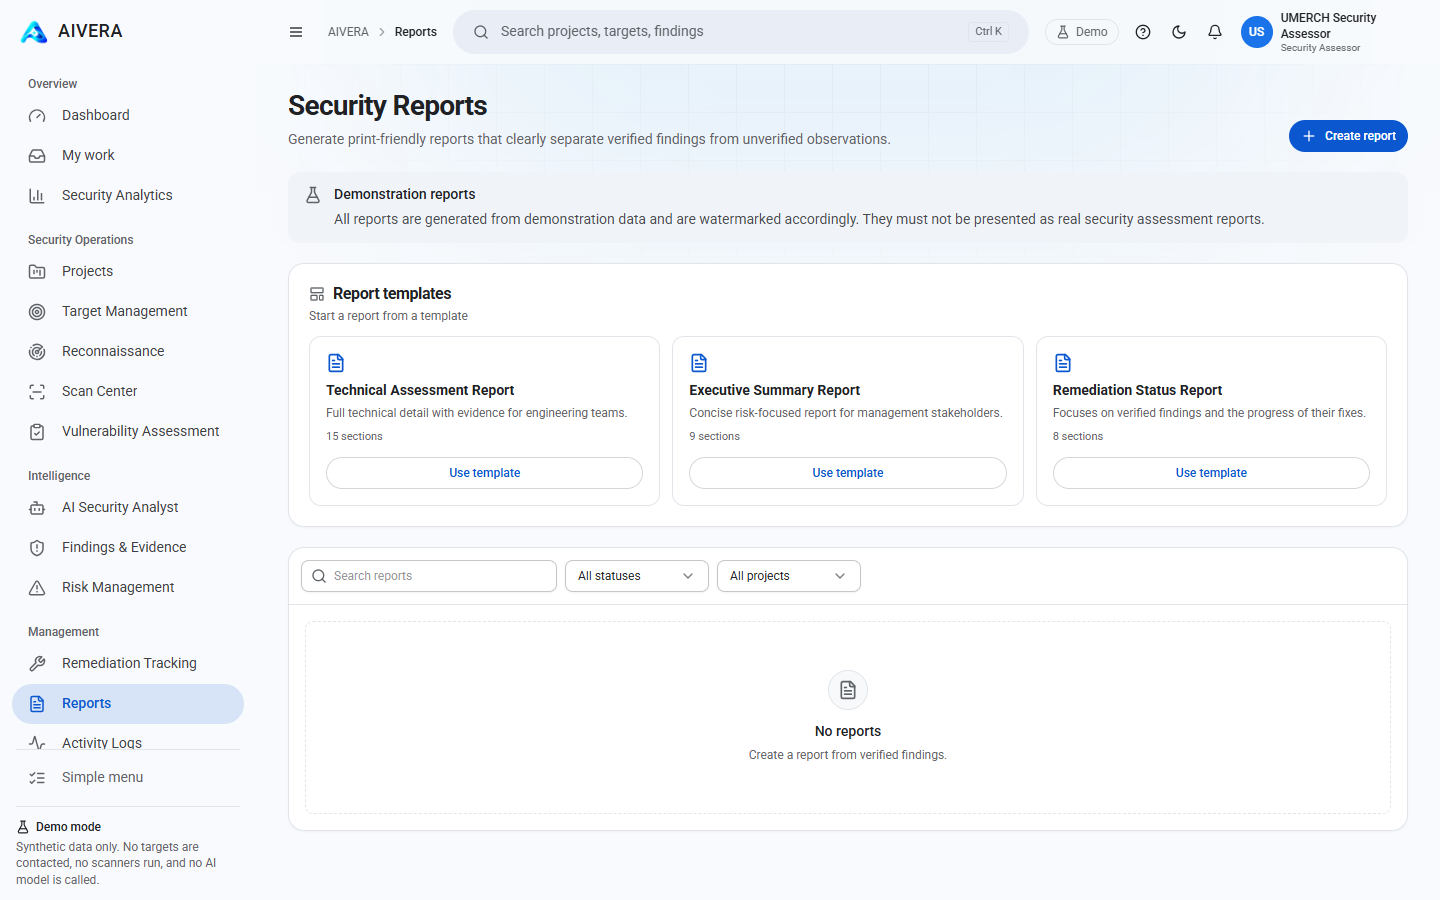 AIVERA
AIVERA > Reports
Search projects, targets, findings
Ctrl K
Demo
US
UMERCH Security
Assessor
Security Assessor
Overview
Dashboard
My work
Security Analytics
Security Operations
Projects
Target Management
Reconnaissance
Scan Center
Vulnerability Assessment
Intelligence
AI Security Analyst
Findings & Evidence
Risk Management
Management
Remediation Tracking
Reports
Activity Logs
Simple menu
Demo mode
Synthetic data only. No targets are
contacted, no scanners run, and no AI
model is called.
Security Reports
Generate print-friendly reports that clearly separate verified findings from unverified observations.
Create report
Demonstration reports
All reports are generated from demonstration data and are watermarked accordingly. They must not be presented as real security assessment reports.
Report templates
Start a report from a template
Technical Assessment Report
Full technical detail with evidence for engineering teams.
15 sections
Use template
Executive Summary Report
Concise risk-focused report for management stakeholders.
9 sections
Use template
Remediation Status Report
Focuses on verified findings and the progress of their fixes.
8 sections
Use template
Search reports
All statuses
All projects
No reports
Create a report from verified findings.